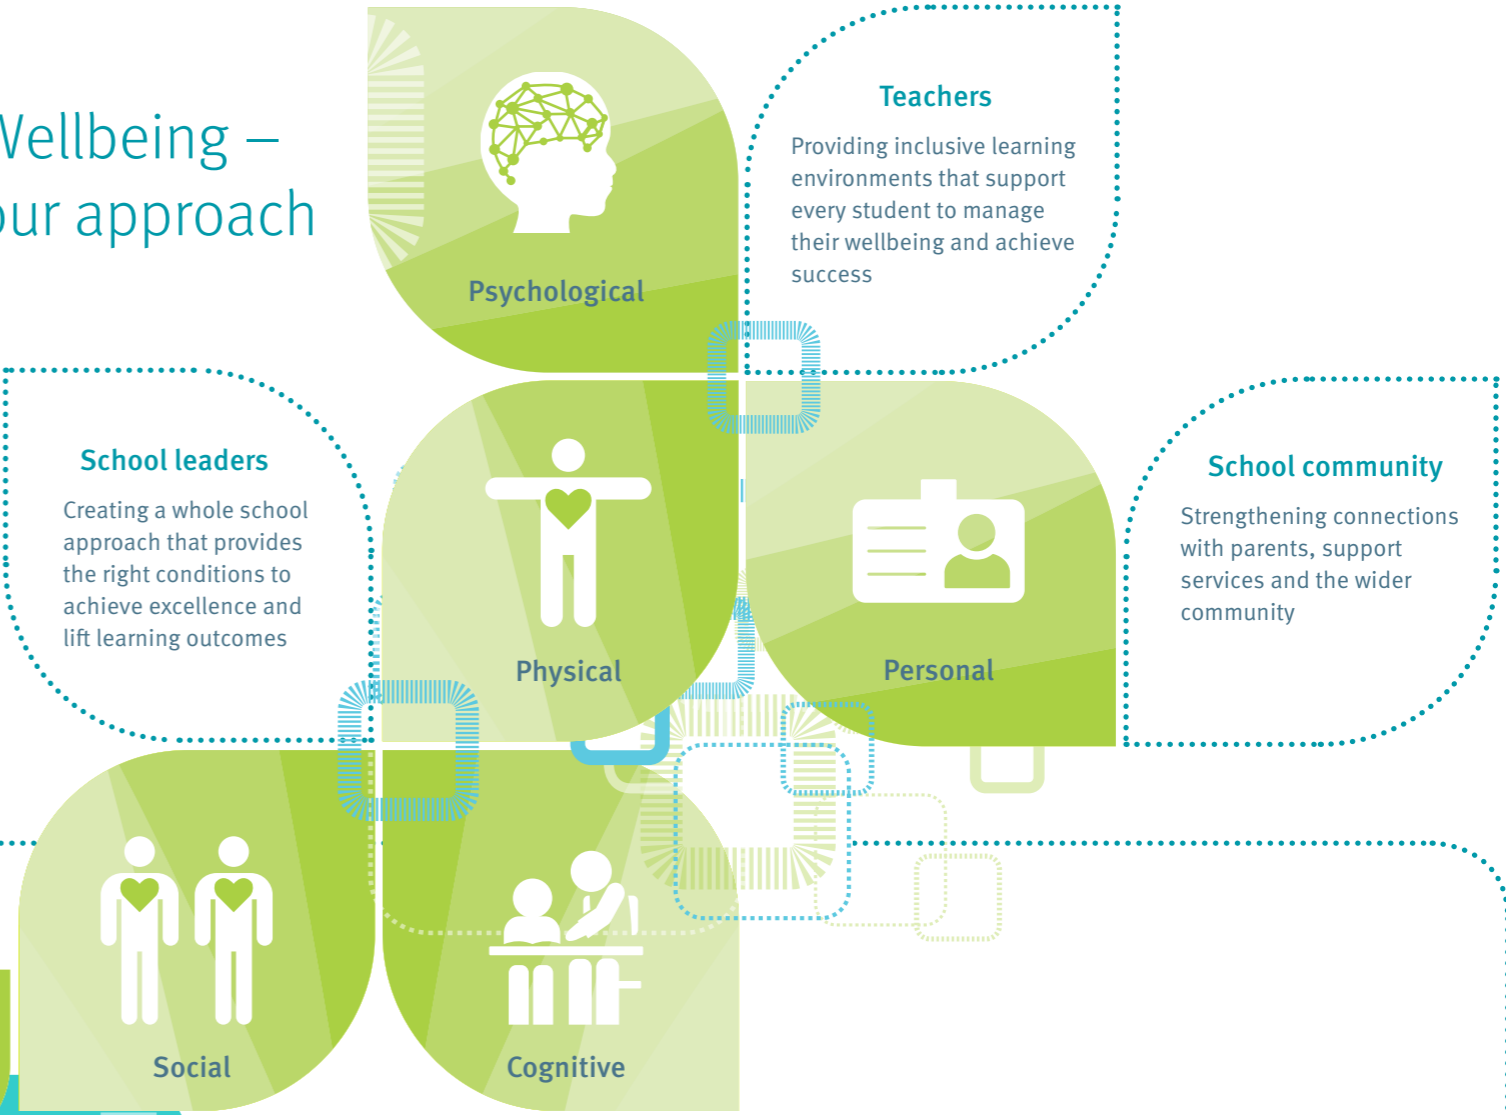 Wellbeing –
our approach
Psychological
Teachers
Providing inclusive learning
environments that support
every student to manage
their wellbeing and achieve
success
School leaders
Creating a whole school
approach that provides
the right conditions to
achieve excellence and
lift learning outcomes
Physical
Personal
School community
Strengthening connections
with parents, support
services and the wider
community
Social
Cognitive